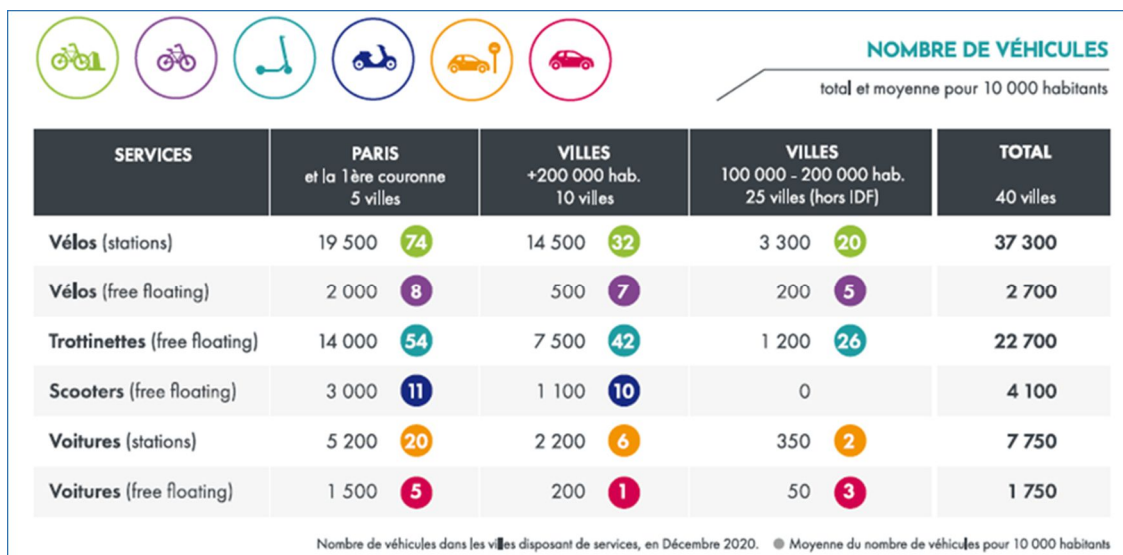 NOMBRE DE VÉHICULES
total et moyenne pour 10 000 habitants
SERVICES PARIS VILLES VILLES TOTAL
et la 1ère couronne +200 000 hab. 100 000 - 200 000 hab.
5 villes 10 villes 25 villes (hors IDF) 40 villes
Vélos (stations) 19 500 74 14 500 32 3 300 20 37 300
Vélos (free floating) 2 000 8 500 7 200 5 2 700
Trottinettes (free floating) 14 000 54 7 500 42 1 200 26 22 700
Scooters (free floating) 3 000 11 1 100 10 0 4 100
Voitures (stations) 5 200 20 2 200 6 350 2 7 750
Voitures (free floating) 1 500 5 200 1 50 3 1 750
Nombre de véhicules dans les villes disposant de services, en Décembre 2020. Moyenne du nombre de véhicules pour 10 000 habitants